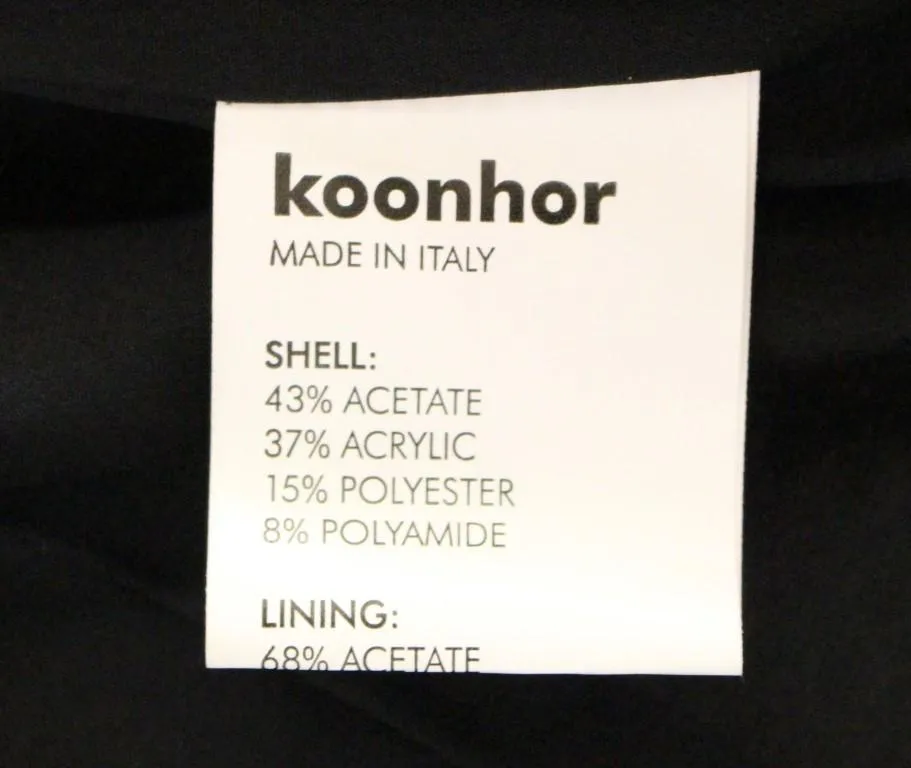 koonhor
MADE IN ITALY
SHELL:
43% ACETATE
37% ACRYLIC
15% POLYESTER
8% POLYAMIDE
LINING:
68% ACETATE